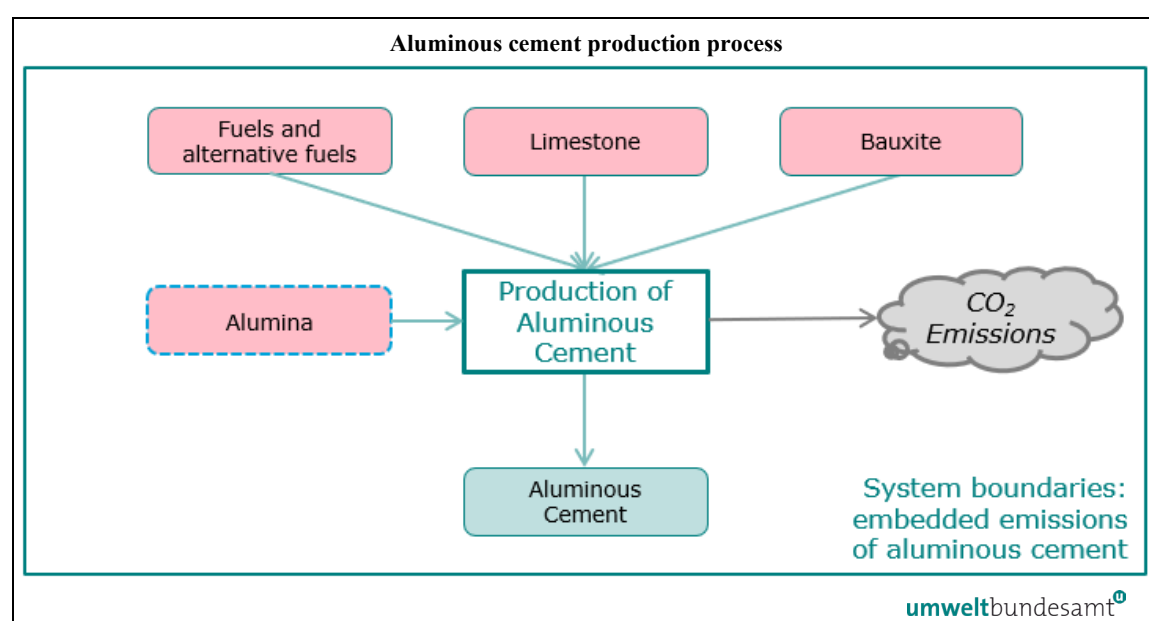 Aluminous cement production process
Fuels and
alternative fuels
Limestone
Bauxite
Alumina
Production of
Aluminous
Cement
CO₂
Emissions
Aluminous
Cement
System boundaries:
embedded emissions
of aluminous cement
umweltbundesamt
u